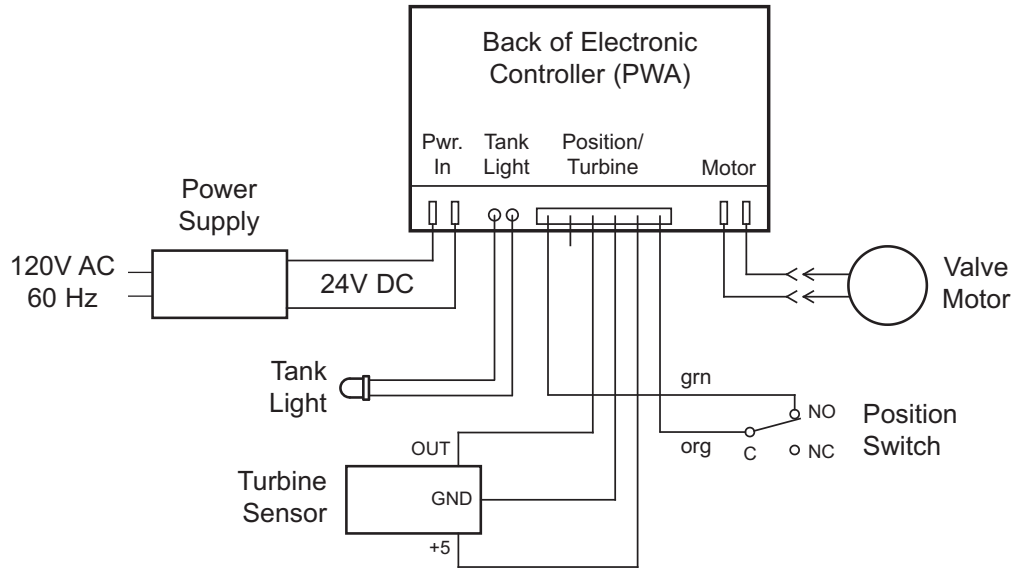 Back of Electronic
Controller (PWA)
Pwr.
In
Tank
Light
Position/
Turbine
Motor
Power
Supply
120V AC
60 Hz
24V DC
Valve
Motor
Tank
Light
grn
NO
Position
Switch
org
C
NC
OUT
Turbine
Sensor
GND
+5